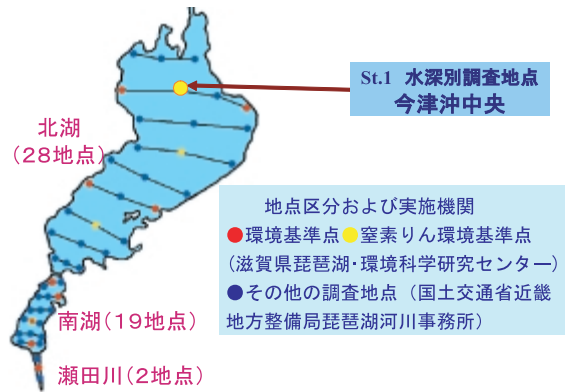 St.1 水深別調査地点
今津沖中央
北湖
（28地点）
地点区分および実施機関
●環境基準点●窒素りん環境基準点
（滋賀県琵琶湖・環境科学研究センター）
●その他の調査地点（国土交通省近畿
地方整備局琵琶湖河川事務所）
南湖（19地点）
瀬田川（2地点）